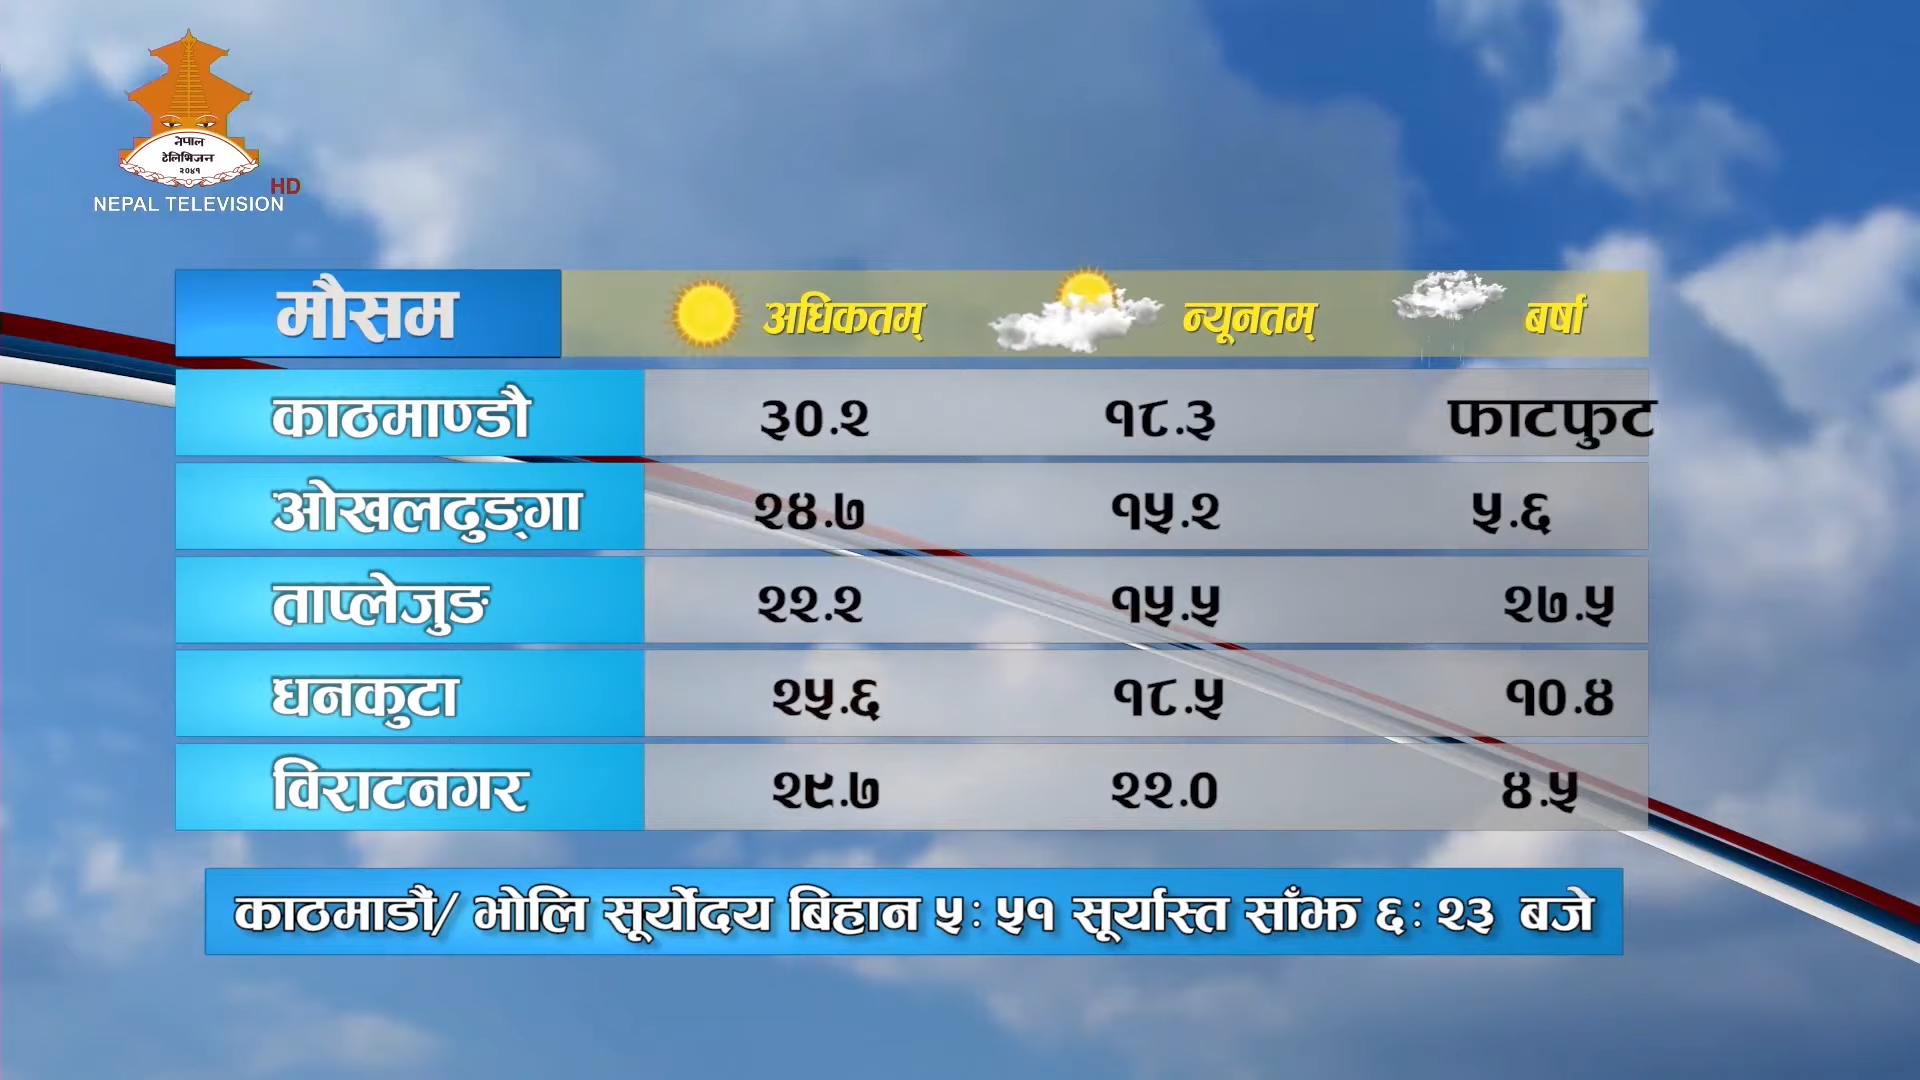 नेपाल
टेलिभिजन
२०४१
HD
NEPAL TELEVISION
मौसम अधिकतम् न्यूनतम् बर्षा
काठमाण्डौ ३०.२ १८.३ फाटफुट
ओखलढुङ्गा २४.७ १५.२ ५.६
ताप्लेजुङ २२.२ १५.५ २७.५
धनकुटा २५.६ १८.५ १०.४
विराटनगर २९.७ २२.० ४.५
काठमाडौं/ भोलि सूर्योदय बिहान ५ः ५१ सूर्यास्त साँझ ६ः २३ बजे